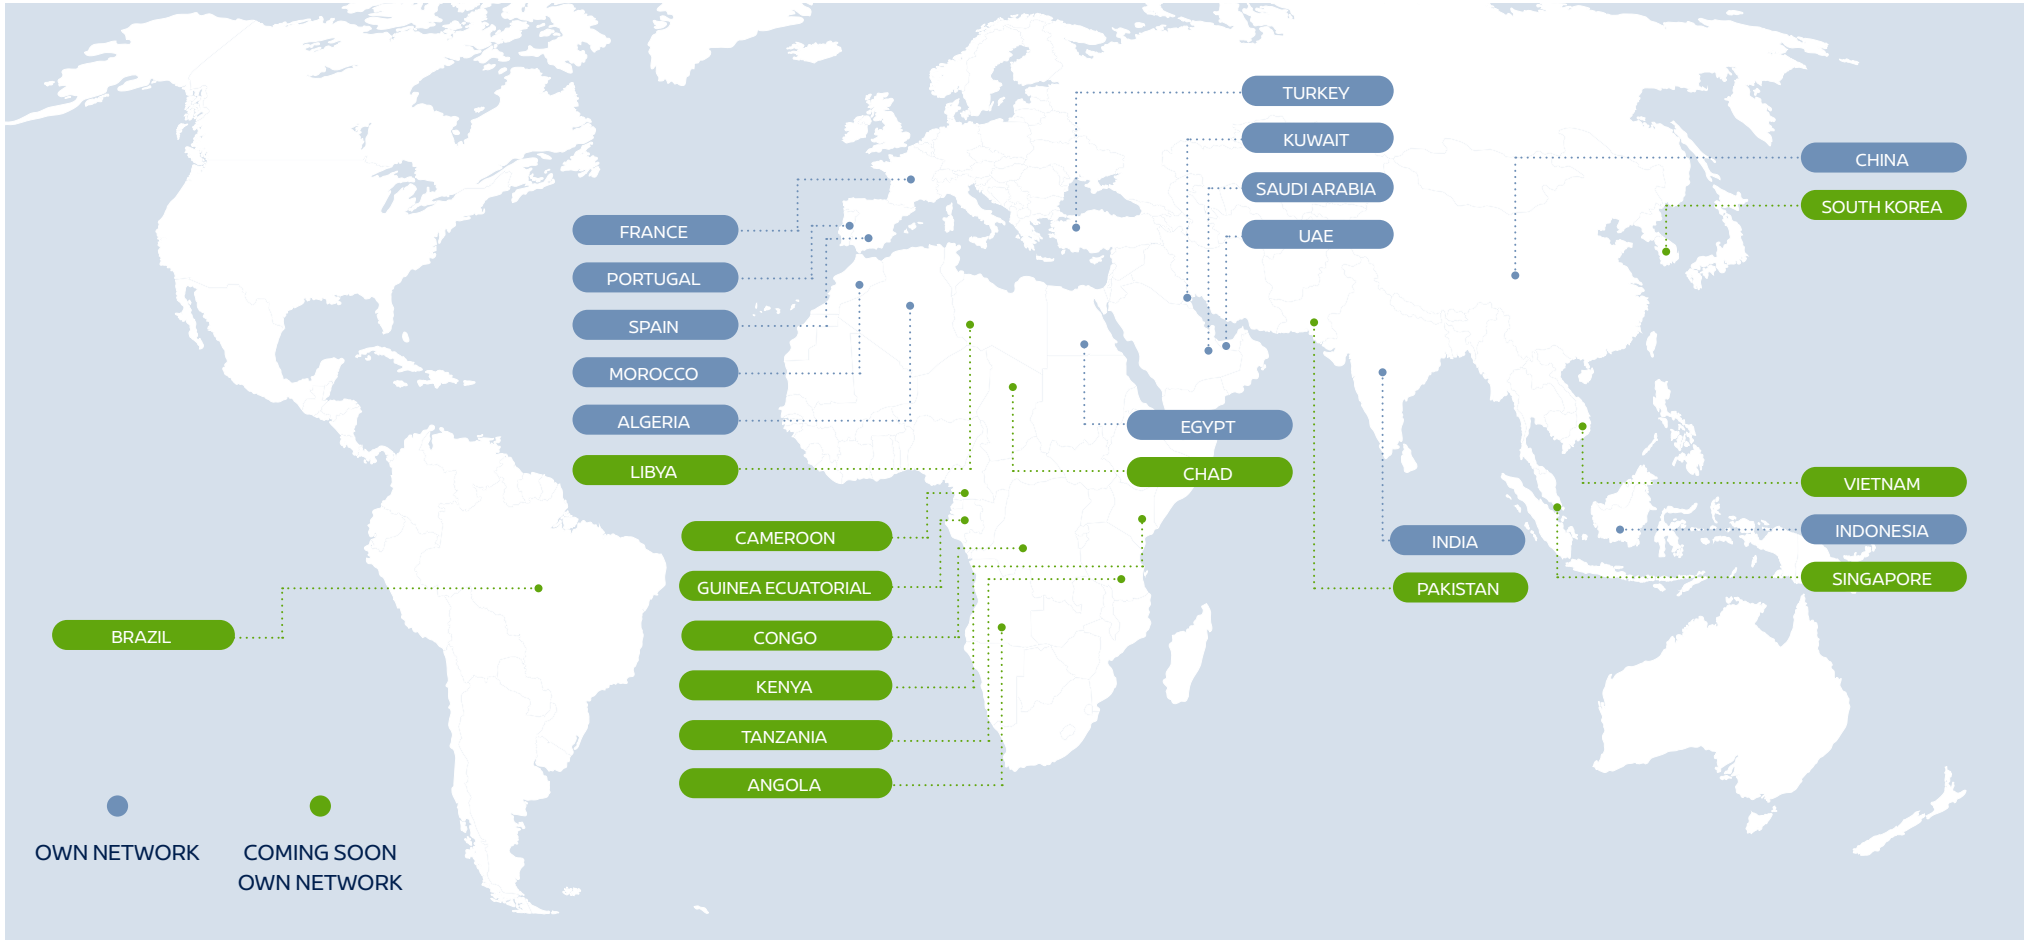 TURKEY
KUWAIT
SAUDI ARABIA
UAE
CHINA
SOUTH KOREA
FRANCE
PORTUGAL
SPAIN
MOROCCO
ALGERIA
LIBYA
EGYPT
CHAD
CAMEROON
GUINEA ECUATORIAL
CONGO
KENYA
TANZANIA
ANGOLA
INDIA
PAKISTAN
VIETNAM
INDONESIA
SINGAPORE
BRAZIL
OWN NETWORK
COMING SOON
OWN NETWORK